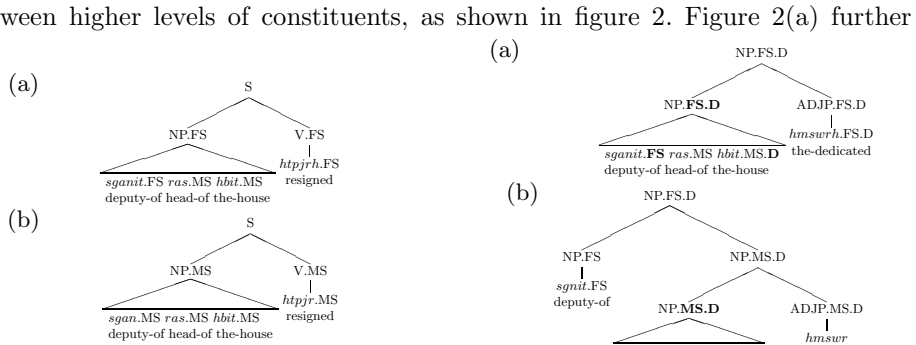 ween higher levels of constituents, as shown in figure 2. Figure 2(a) further
(a)
S
NP.FS V.FS
sganit.FS ras.MS hbit.MS htpjrh.FS
deputy-of head-of the-house resigned
(b)
S
NP.MS V.MS
sgan.MS ras.MS hbit.MS htpjr.MS
deputy-of head-of the-house resigned
(a)
NP.FS.D
NP.FS.D ADJP.FS.D
sganit.FS ras.MS hbit.MS.D hmswrh.FS.D
deputy-of head-of the-house the-dedicated
(b)
NP.FS.D
NP.FS NP.MS.D
sgnit.FS
deputy-of
NP.MS.D ADJP.MS.D
hmswr